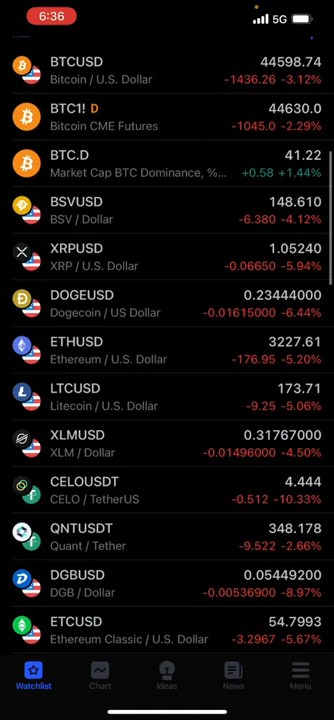 6:36
5G
BTCUSD 44598.74
Bitcoin / U.S. Dollar -1436.26 -3.12%
BTC1! D 44630.0
Bitcoin CME Futures -1045.0 -2.29%
BTC.D 41.22
Market Cap BTC Dominance, %... +0.58 +1.44%
BSVUSD 148.610
BSV / Dollar -6.380 -4.12%
XRPUSD 1.05240
XRP / U.S. Dollar -0.06650 -5.94%
DOGEUSD 0.23444000
Dogecoin / US Dollar -0.01615000 -6.44%
ETHUSD 3227.61
Ethereum / U.S. Dollar -176.95 -5.20%
LTCUSD 173.71
Litecoin / U.S. Dollar -9.25 -5.06%
XLMUSD 0.31767000
XLM / Dollar -0.01496000 -4.50%
CELOUSDT 4.444
CELO / TetherUS -0.512 -10.33%
QNTUSDT 348.178
Quant / Tether -9.522 -2.66%
DGBUSD 0.05449200
DGB / Dollar -0.00536900 -8.97%
ETCUSD 54.7993
Ethereum Classic / U.S. Dollar -3.2967 -5.67%
Watchlist Chart Ideas News Menu